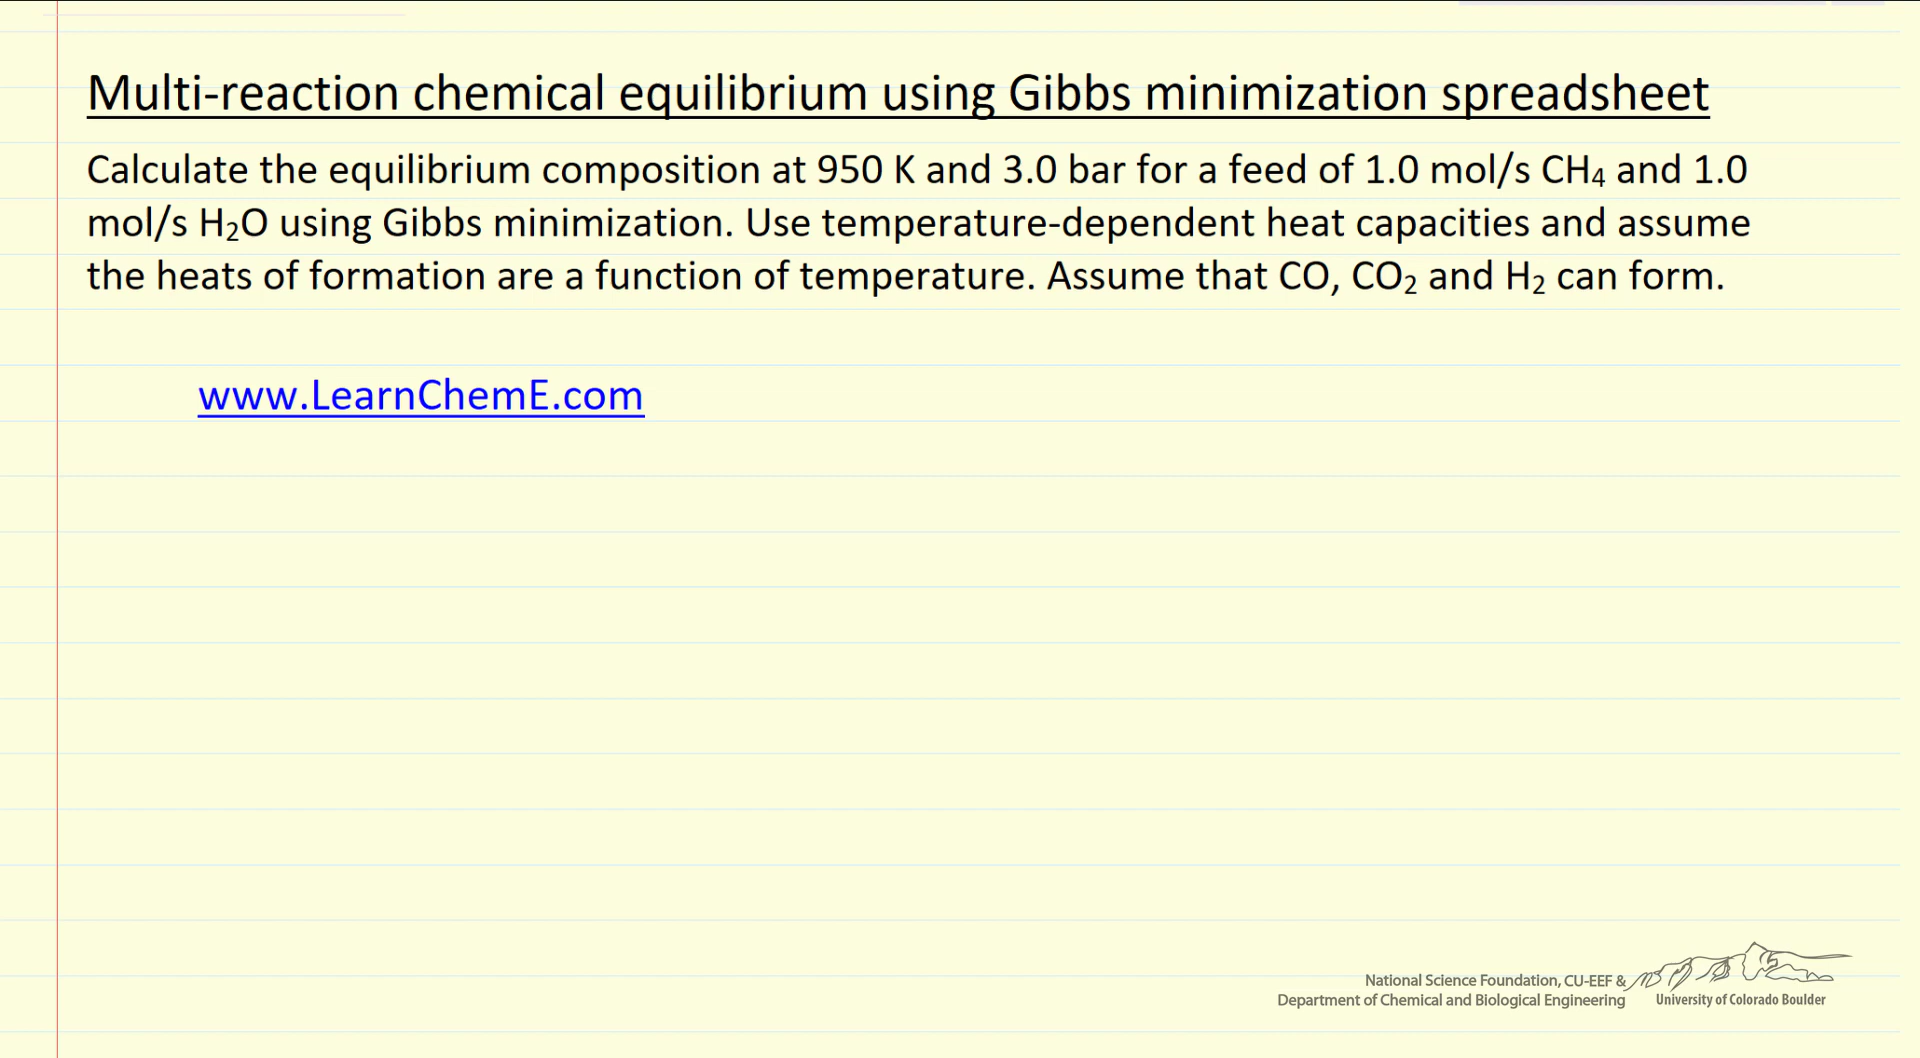 Multi-reaction chemical equilibrium using Gibbs minimization spreadsheet
Calculate the equilibrium composition at 950 K and 3.0 bar for a feed of 1.0 mol/s CH₄ and 1.0
mol/s H₂O using Gibbs minimization. Use temperature-dependent heat capacities and assume
the heats of formation are a function of temperature. Assume that CO, CO₂ and H₂ can form.
www.LearnChemE.com
National Science Foundation, CU-EEF &
Department of Chemical and Biological Engineering
University of Colorado Boulder